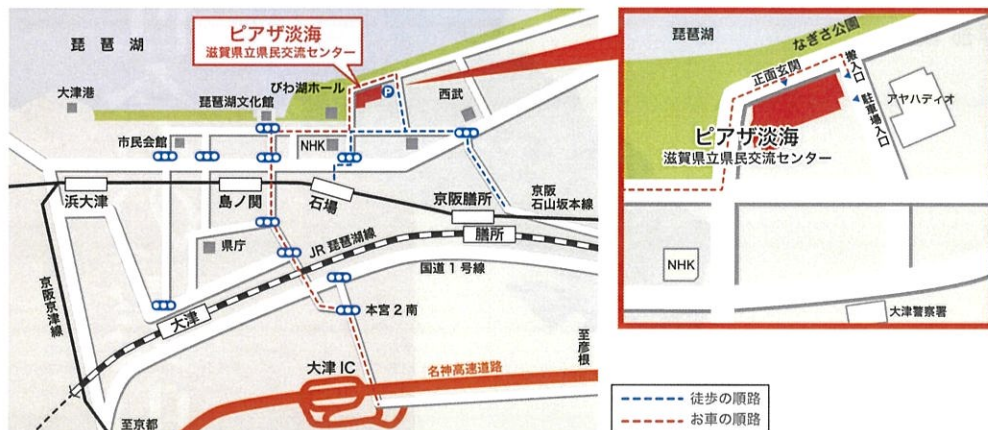 琵琶湖
ピアザ淡海
滋賀県立県民交流センター
大津港
琵琶湖文化館
びわ湖ホール
P
西武
市民会館
NHK
浜大津
島ノ関
石場
京阪膳所
京阪
石山坂本線
県庁
JR琵琶湖線
膳所
国道1号線
京阪京津線
大津
本宮2南
大津IC
名神高速道路
至彦根
至京都
琵琶湖
なぎさ公園
正面玄関
搬入口
駐車場入口
アヤハディオ
ピアザ淡海
滋賀県立県民交流センター
NHK
大津警察署
徒歩の順路
お車の順路